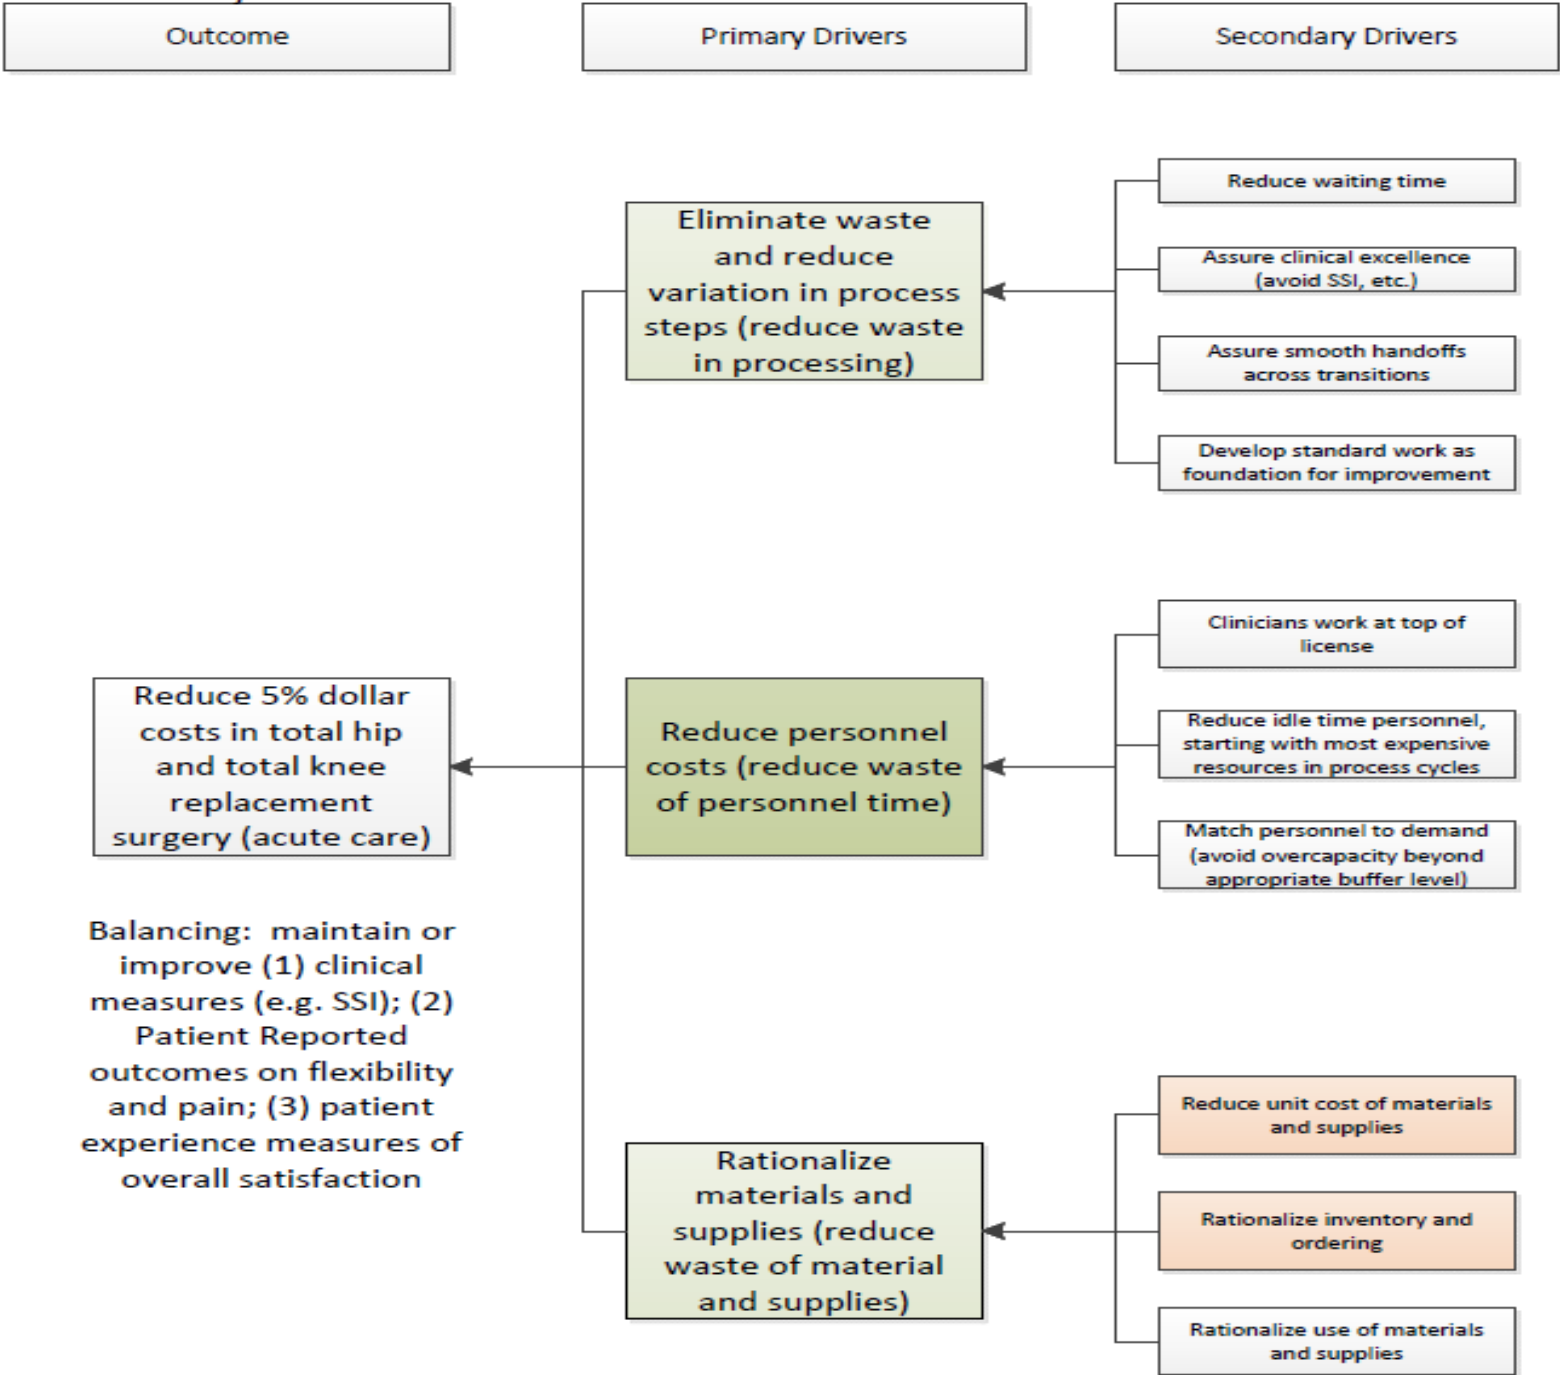 Outcome
Primary Drivers
Secondary Drivers
Reduce waiting time
Eliminate waste
and reduce
variation in process
steps (reduce waste
in processing)
Assure clinical excellence
(avoid SSI, etc.)
Assure smooth handoffs
across transitions
Develop standard work as
foundation for improvement
Clinicians work at top of
license
Reduce 5% dollar
costs in total hip
and total knee
replacement
surgery (acute care)
Reduce personnel
costs (reduce waste
of personnel time)
Reduce idle time personnel,
starting with most expensive
resources in process cycles
Match personnel to demand
(avoid overcapacity beyond
appropriate buffer level)
Balancing:  maintain or
improve (1) clinical
measures (e.g. SSI); (2)
Patient Reported
outcomes on flexibility
and pain; (3) patient
experience measures of
overall satisfaction
Rationalize
materials and
supplies (reduce
waste of material
and supplies)
Reduce unit cost of materials
and supplies
Rationalize inventory and
ordering
Rationalize use of materials
and supplies